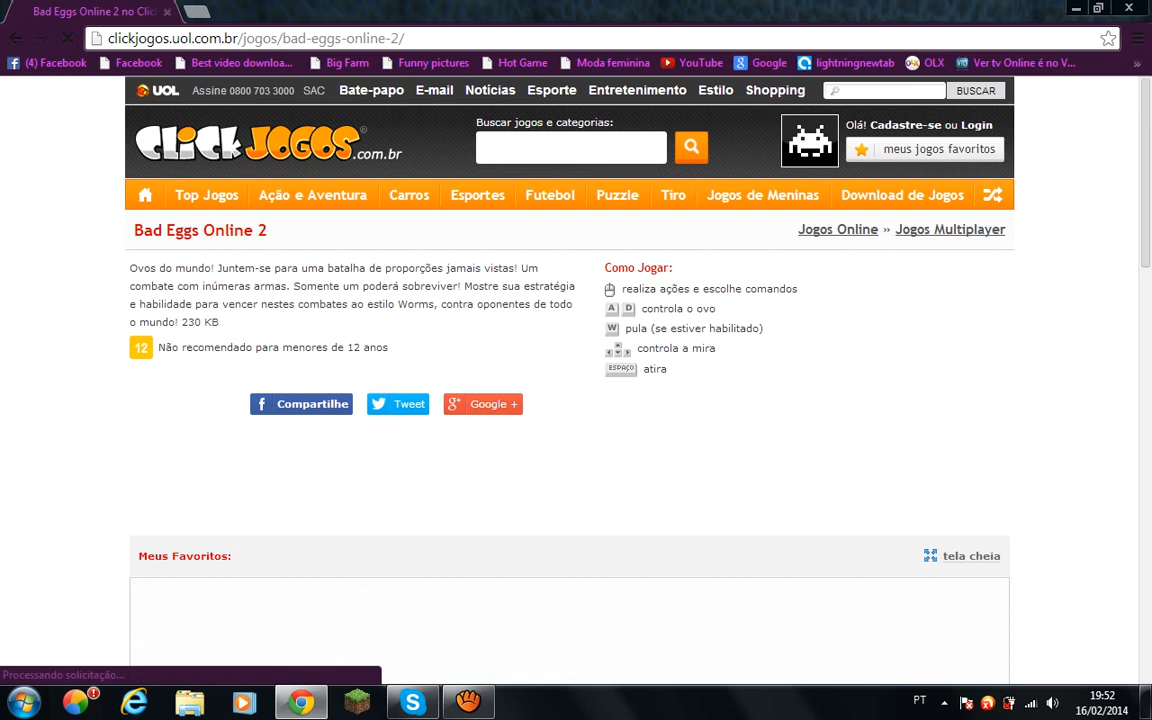 Bad Eggs Online 2 no Clic
clickjogos.uol.com.br/jogos/bad-eggs-online-2/
(4) Facebook Facebook Best video downloa... Big Farm Funny pictures Hot Game Moda feminina YouTube Google lightningnewtab OLX Ver tv Online é no V... »
UOL Assine 0800 703 3000 SAC Bate-papo E-mail Notícias Esporte Entretenimento Estilo Shopping BUSCAR
CLICKJOGOS.com.br
Buscar jogos e categorias:
Olá! Cadastre-se ou Login
meus jogos favoritos
Top Jogos Ação e Aventura Carros Esportes Futebol Puzzle Tiro Jogos de Meninas Download de Jogos
Bad Eggs Online 2
Jogos Online » Jogos Multiplayer
Ovos do mundo! Juntem-se para uma batalha de proporções jamais vistas! Um
combate com inúmeras armas. Somente um poderá sobreviver! Mostre sua estratégia
e habilidade para vencer nestes combates ao estilo Worms, contra oponentes de todo
o mundo! 230 KB
12 Não recomendado para menores de 12 anos
Como Jogar:
realiza ações e escolhe comandos
A D controla o ovo
W pula (se estiver habilitado)
controla a mira
ESPAÇO atira
f Compartilhe Tweet g+ Google +
Meus Favoritos:
tela cheia
Processando solicitação...
PT
19:52
16/02/2014